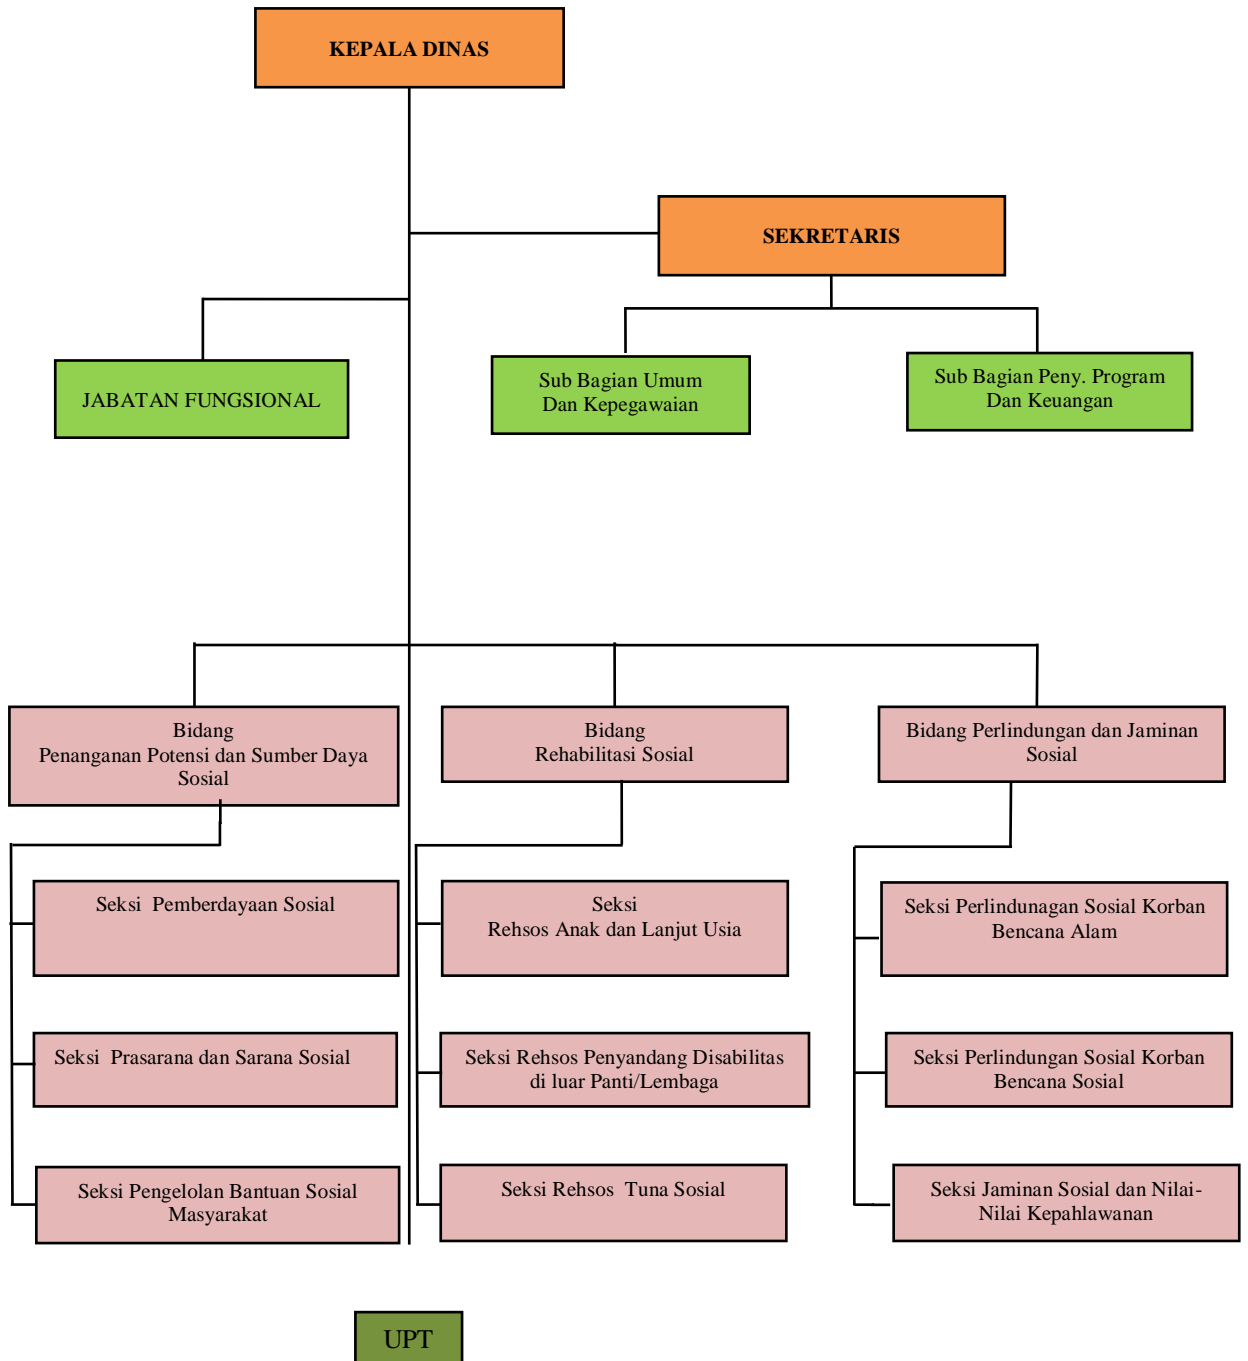 KEPALA DINAS
SEKRETARIS
JABATAN FUNGSIONAL
Sub Bagian Umum
Dan Kepegawaian
Sub Bagian Peny. Program
Dan Keuangan
Bidang
Penanganan Potensi dan Sumber Daya
Sosial
Bidang
Rehabilitasi Sosial
Bidang Perlindungan dan Jaminan
Sosial
Seksi Pemberdayaan Sosial
Seksi
Rehsos Anak dan Lanjut Usia
Seksi Perlindunagan Sosial Korban
Bencana Alam
Seksi Prasarana dan Sarana Sosial
Seksi Rehsos Penyandang Disabilitas
di luar Panti/Lembaga
Seksi Perlindungan Sosial Korban
Bencana Sosial
Seksi Pengelolan Bantuan Sosial
Masyarakat
Seksi Rehsos Tuna Sosial
Seksi Jaminan Sosial dan Nilai-
Nilai Kepahlawanan
UPT